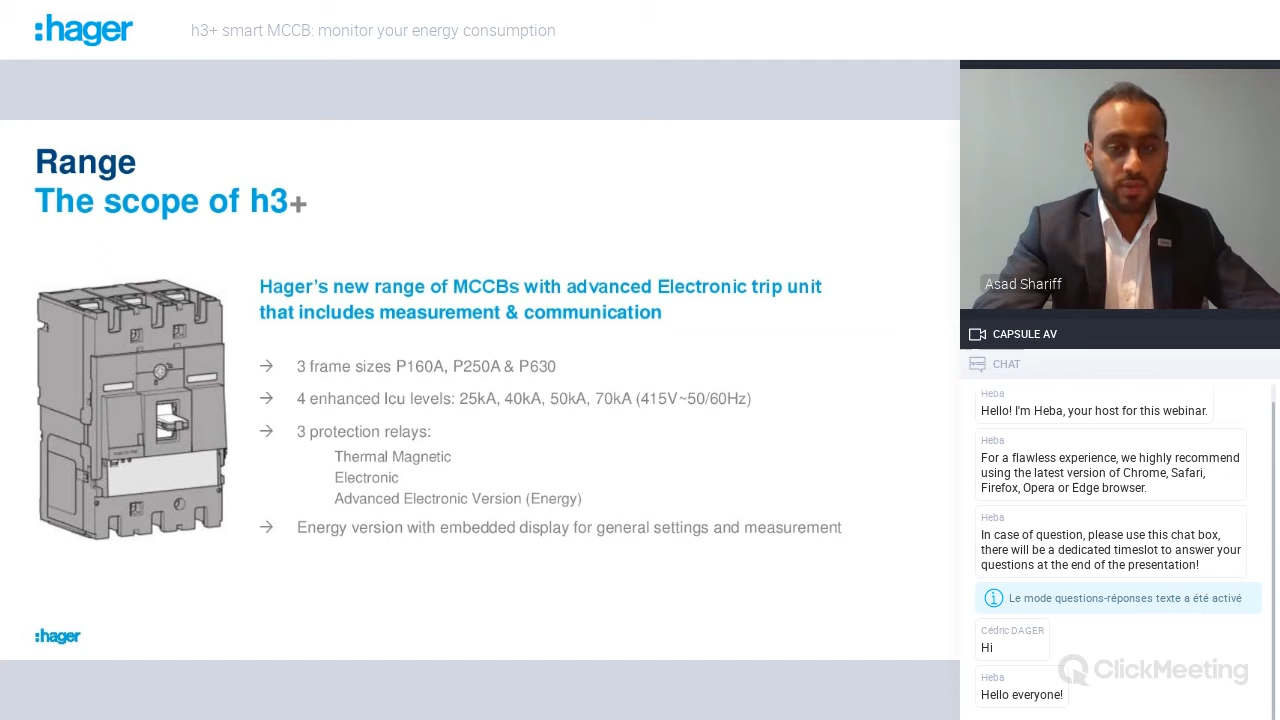 :hager
h3+ smart MCCB: monitor your energy consumption
Range
The scope of h3+
Hager's new range of MCCBs with advanced Electronic trip unit
that includes measurement & communication
→ 3 frame sizes P160A, P250A & P630
→ 4 enhanced Icu levels: 25kA, 40kA, 50kA, 70kA (415V~50/60Hz)
→ 3 protection relays:
Thermal Magnetic
Electronic
Advanced Electronic Version (Energy)
→ Energy version with embedded display for general settings and measurement
:hager
Asad Shariff
CAPSULE AV
CHAT
Heba
Hello! I'm Heba, your host for this webinar.
Heba
For a flawless experience, we highly recommend
using the latest version of Chrome, Safari,
Firefox, Opera or Edge browser.
Heba
In case of question, please use this chat box,
there will be a dedicated timeslot to answer your
questions at the end of the presentation!
Le mode questions-réponses texte a été activé
Cédric DAGER
Hi
Heba
Hello everyone!
ClickMeeting